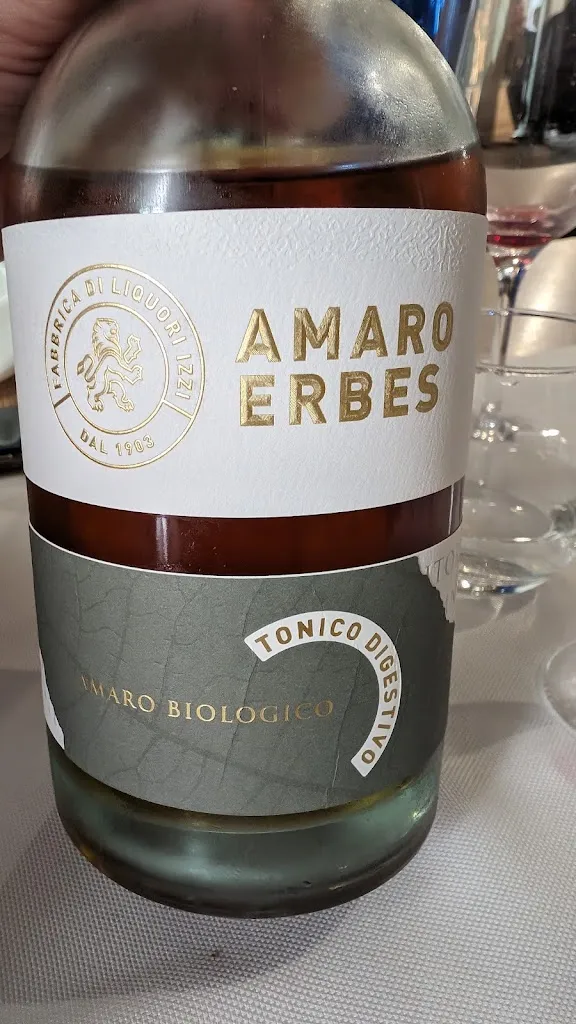 FABBRICA DI LIQUORI IZZI
DAL 1903
AMARO
ERBES
TONICO DIGESTIVO
AMARO BIOLOGICO